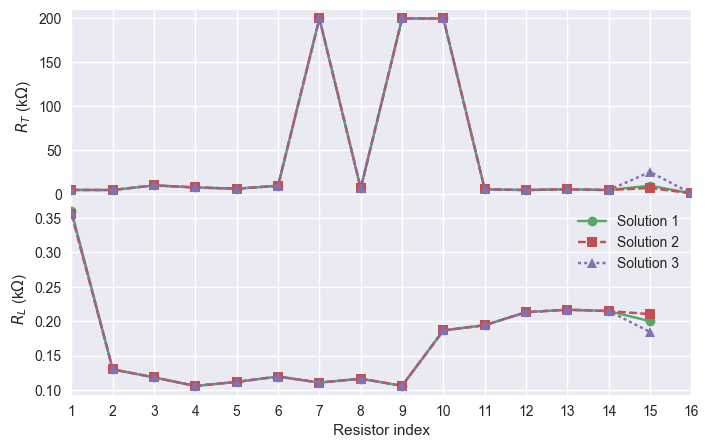 200
150
100
50
0
R_T (kΩ)
0.35
0.30
0.25
0.20
0.15
0.10
R_L (kΩ)
Solution 1
Solution 2
Solution 3
1 2 3 4 5 6 7 8 9 10 11 12 13 14 15 16
Resistor index